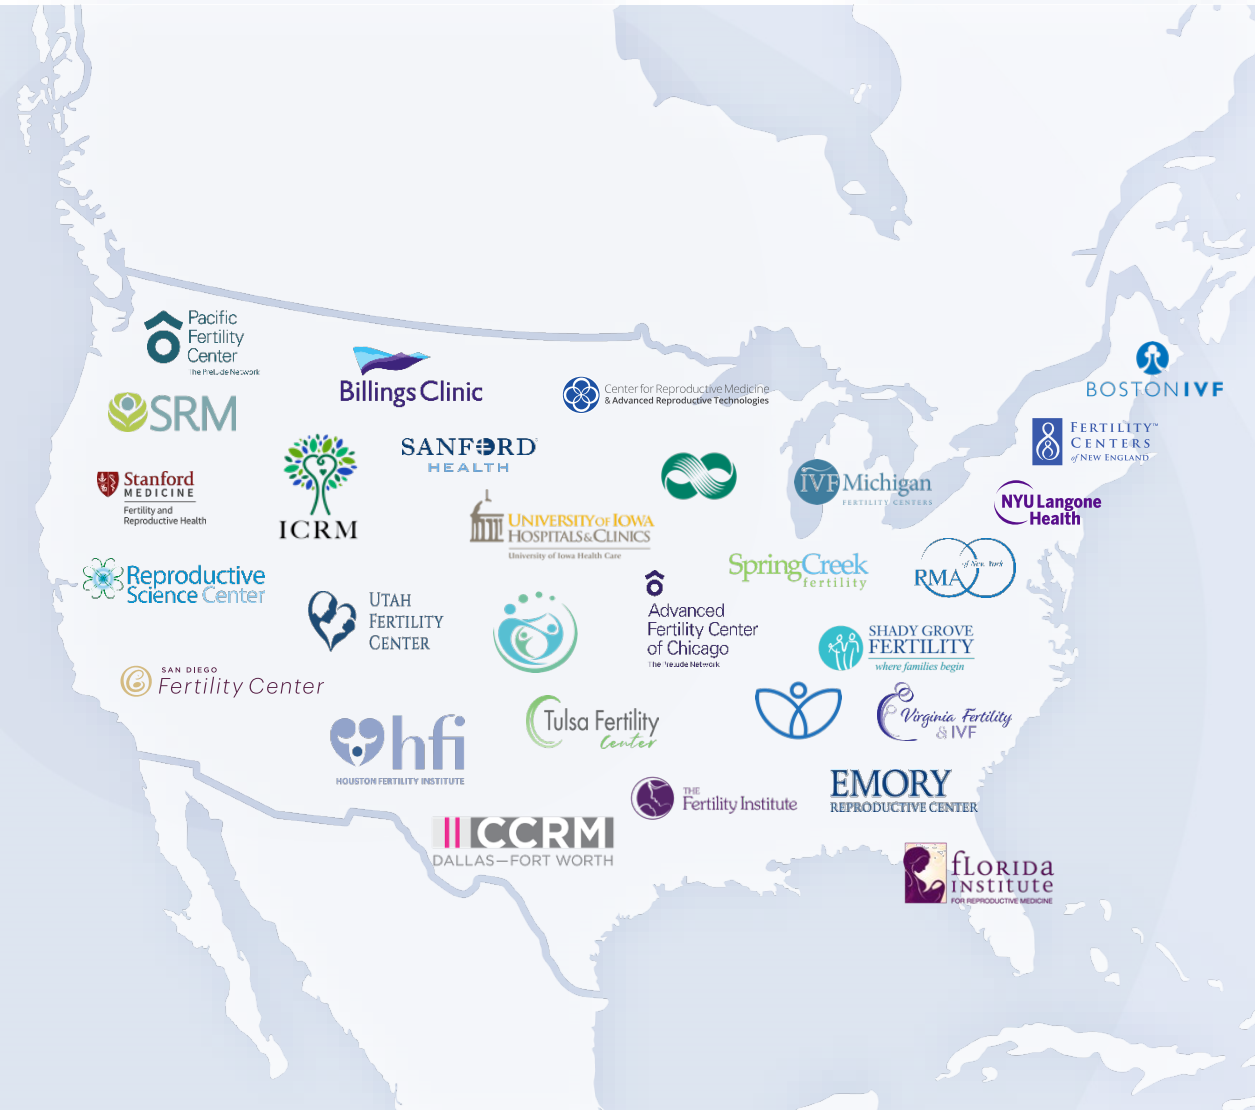 Pacific
Fertility
Center
The Prelude Network
Billings Clinic
Center for Reproductive Medicine
& Advanced Reproductive Technologies
BOSTON IVF
SRM
FERTILITY™
CENTERS
of NEW ENGLAND
SANFORD
HEALTH
Stanford
MEDICINE
Fertility and
Reproductive Health
ICRM
IVF Michigan
FERTILITY CENTERS
NYU Langone
Health
UNIVERSITY OF IOWA
HOSPITALS & CLINICS
University of Iowa Health Care
Reproductive
Science Center
SpringCreek
fertility
RMA
of New York
UTAH
FERTILITY
CENTER
Advanced
Fertility Center
of Chicago
The Prelude Network
SHADY GROVE
FERTILITY
where families begin
SAN DIEGO
Fertility Center
hfi
HOUSTON FERTILITY INSTITUTE
Tulsa Fertility
Center
Virginia Fertility
& IVF
THE
Fertility Institute
EMORY
REPRODUCTIVE CENTER
CCRM
DALLAS—FORT WORTH
fLORIDA
INSTITUTE
FOR REPRODUCTIVE MEDICINE